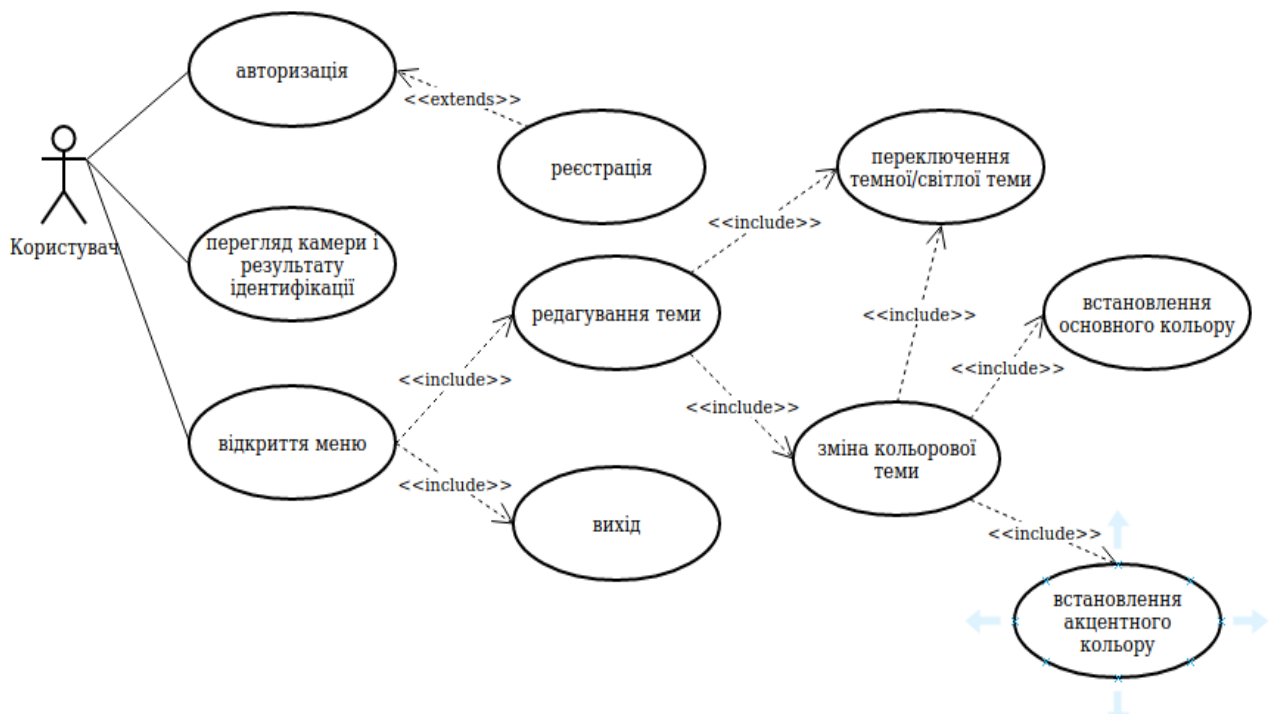 авторизація
<<extends>>
реєстрація
переключення
темної/світлої теми
Користувач
перегляд камери і
результату
ідентифікації
<<include>>
редагування теми
<<include>>
встановлення
основного кольору
<<include>>
<<include>>
<<include>>
<<include>>
відкриття меню
зміна кольорової
теми
<<include>>
вихід
<<include>>
встановлення
акцентного
кольору